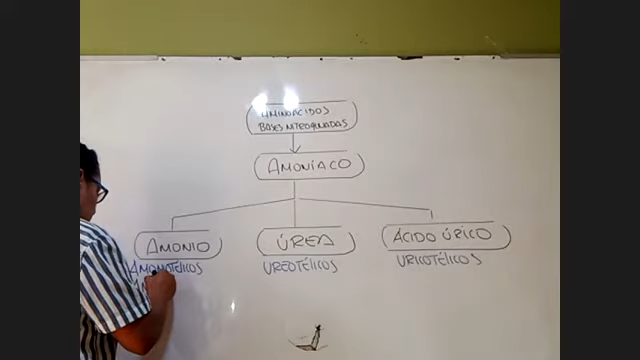 AMINOÁCIDOS
BASES NITROGENADAS
AMONÍACO
AMONIO
ÚREA
ÁCIDO ÚRICO
AMONOTÉLICOS
UREOTÉLICOS
URICOTÉLICOS